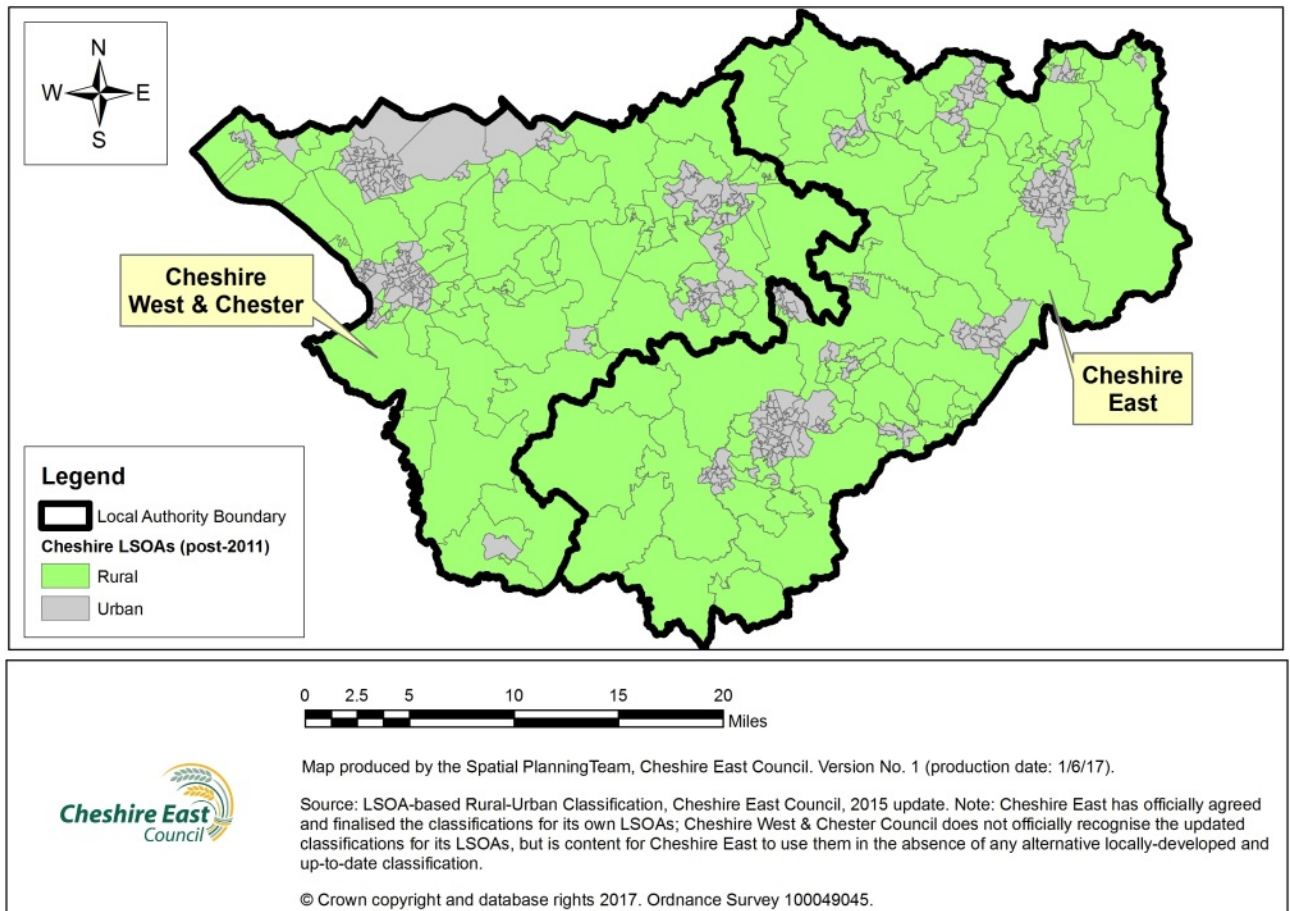 N
W E
S
Cheshire
West & Chester
Cheshire
East
Legend
Local Authority Boundary
Cheshire LSOAs (post-2011)
Rural
Urban
0 2.5 5 10 15 20
Miles
Cheshire East
Council
Map produced by the Spatial PlanningTeam, Cheshire East Council. Version No. 1 (production date: 1/6/17).
Source: LSOA-based Rural-Urban Classification, Cheshire East Council, 2015 update. Note: Cheshire East has officially agreed
and finalised the classifications for its own LSOAs; Cheshire West & Chester Council does not officially recognise the updated
classifications for its LSOAs, but is content for Cheshire East to use them in the absence of any alternative locally-developed and
up-to-date classification.
© Crown copyright and database rights 2017. Ordnance Survey 100049045.